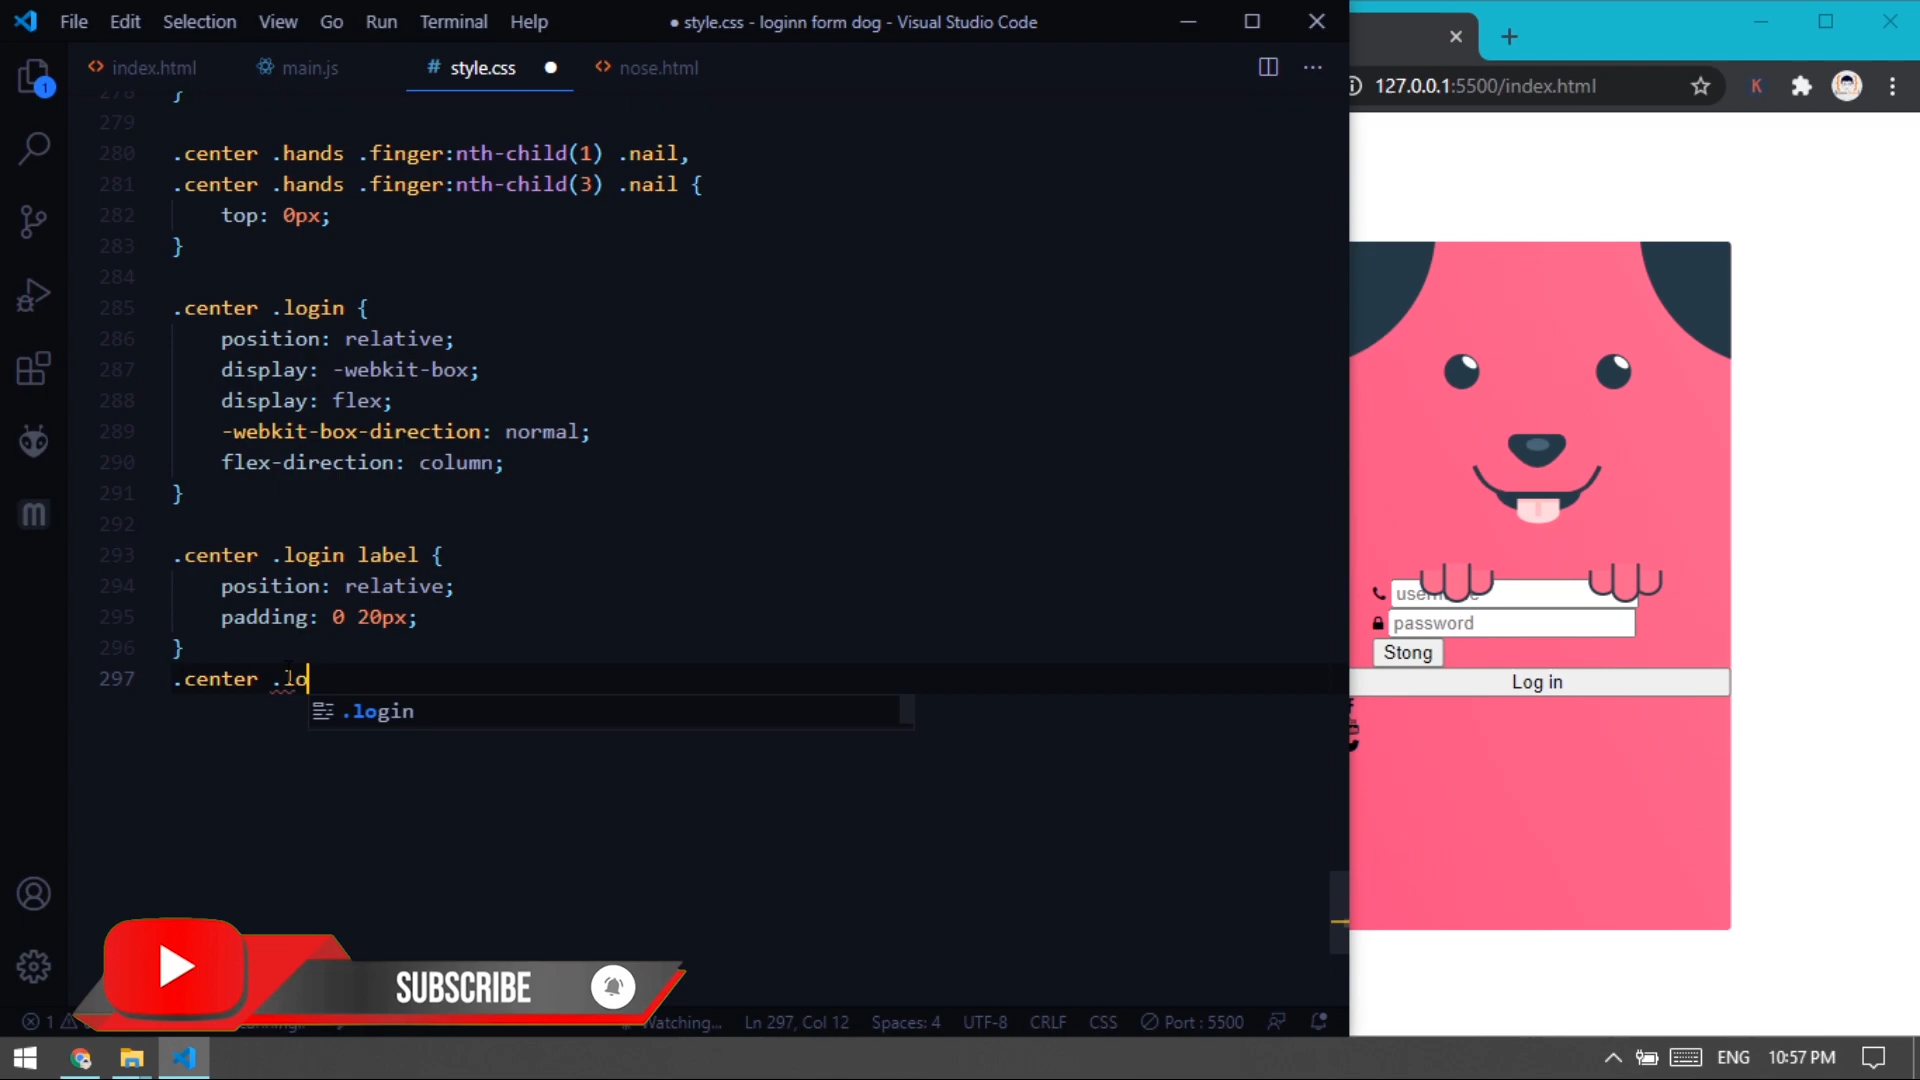 File Edit Selection View Go Run Terminal Help ● style.css - loginn form dog - Visual Studio Code
index.html main.js # style.css ● nose.html
127.0.0.1:5500/index.html
K
1
278 }
279
280 .center .hands .finger:nth-child(1) .nail,
281 .center .hands .finger:nth-child(3) .nail {
282 top: 0px;
283 }
284
285 .center .login {
286 position: relative;
287 display: -webkit-box;
288 display: flex;
289 -webkit-box-direction: normal;
290 flex-direction: column;
291 }
292
293 .center .login label {
294 position: relative;
295 padding: 0 20px;
296 }
297 .center .lo
.login
password
Stong
Log in
SUBSCRIBE
1
Watching... Ln 297, Col 12 Spaces: 4 UTF-8 CRLF CSS Port : 5500
ENG 10:57 PM